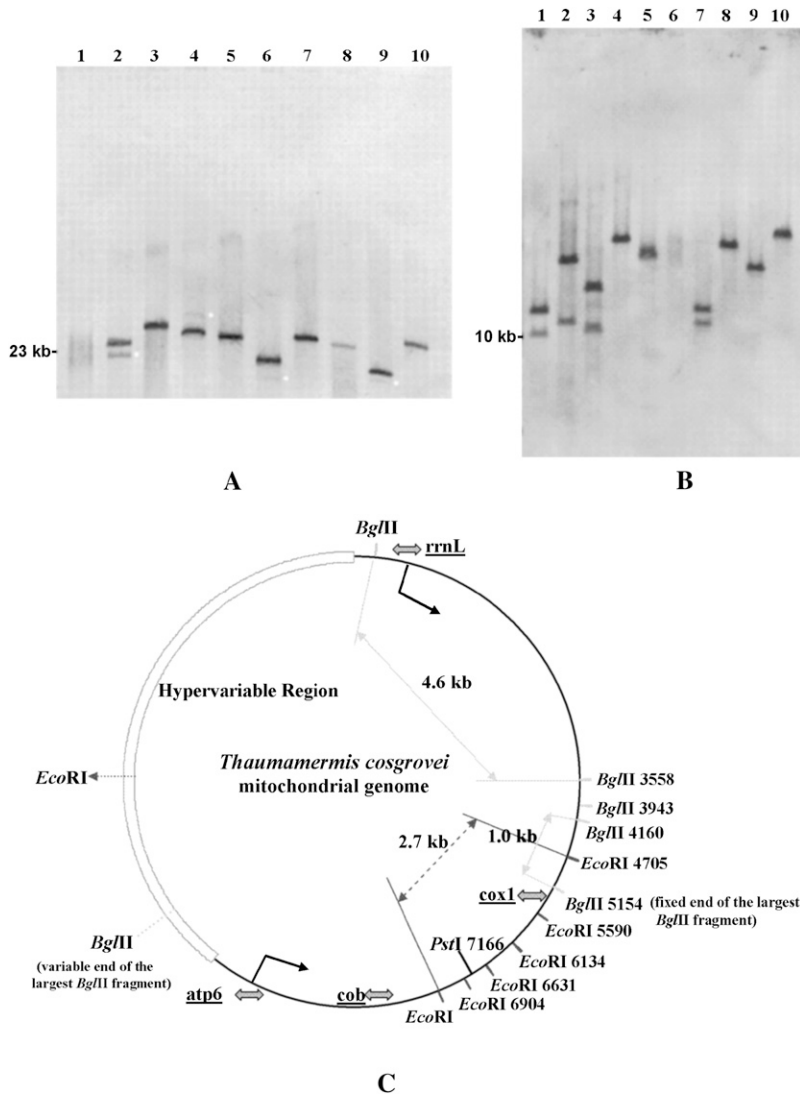 1 2 3 4 5 6 7 8 9 10
23 kb-
A
1 2 3 4 5 6 7 8 9 10
10 kb-
B
BglII
rrnL
4.6 kb
Hypervariable Region
Thaumamermis cosgrovei
mitochondrial genome
EcoRI
BglII 3558
BglII 3943
BglII 4160
1.0 kb
2.7 kb
EcoRI 4705
cox1
BglII 5154 (fixed end of the largest
BglII fragment)
EcoRI 5590
EcoRI 6134
PstI 7166
EcoRI 6631
EcoRI 6904
EcoRI
cob
atp6
BglII
(variable end of the
largest BglII fragment)
C